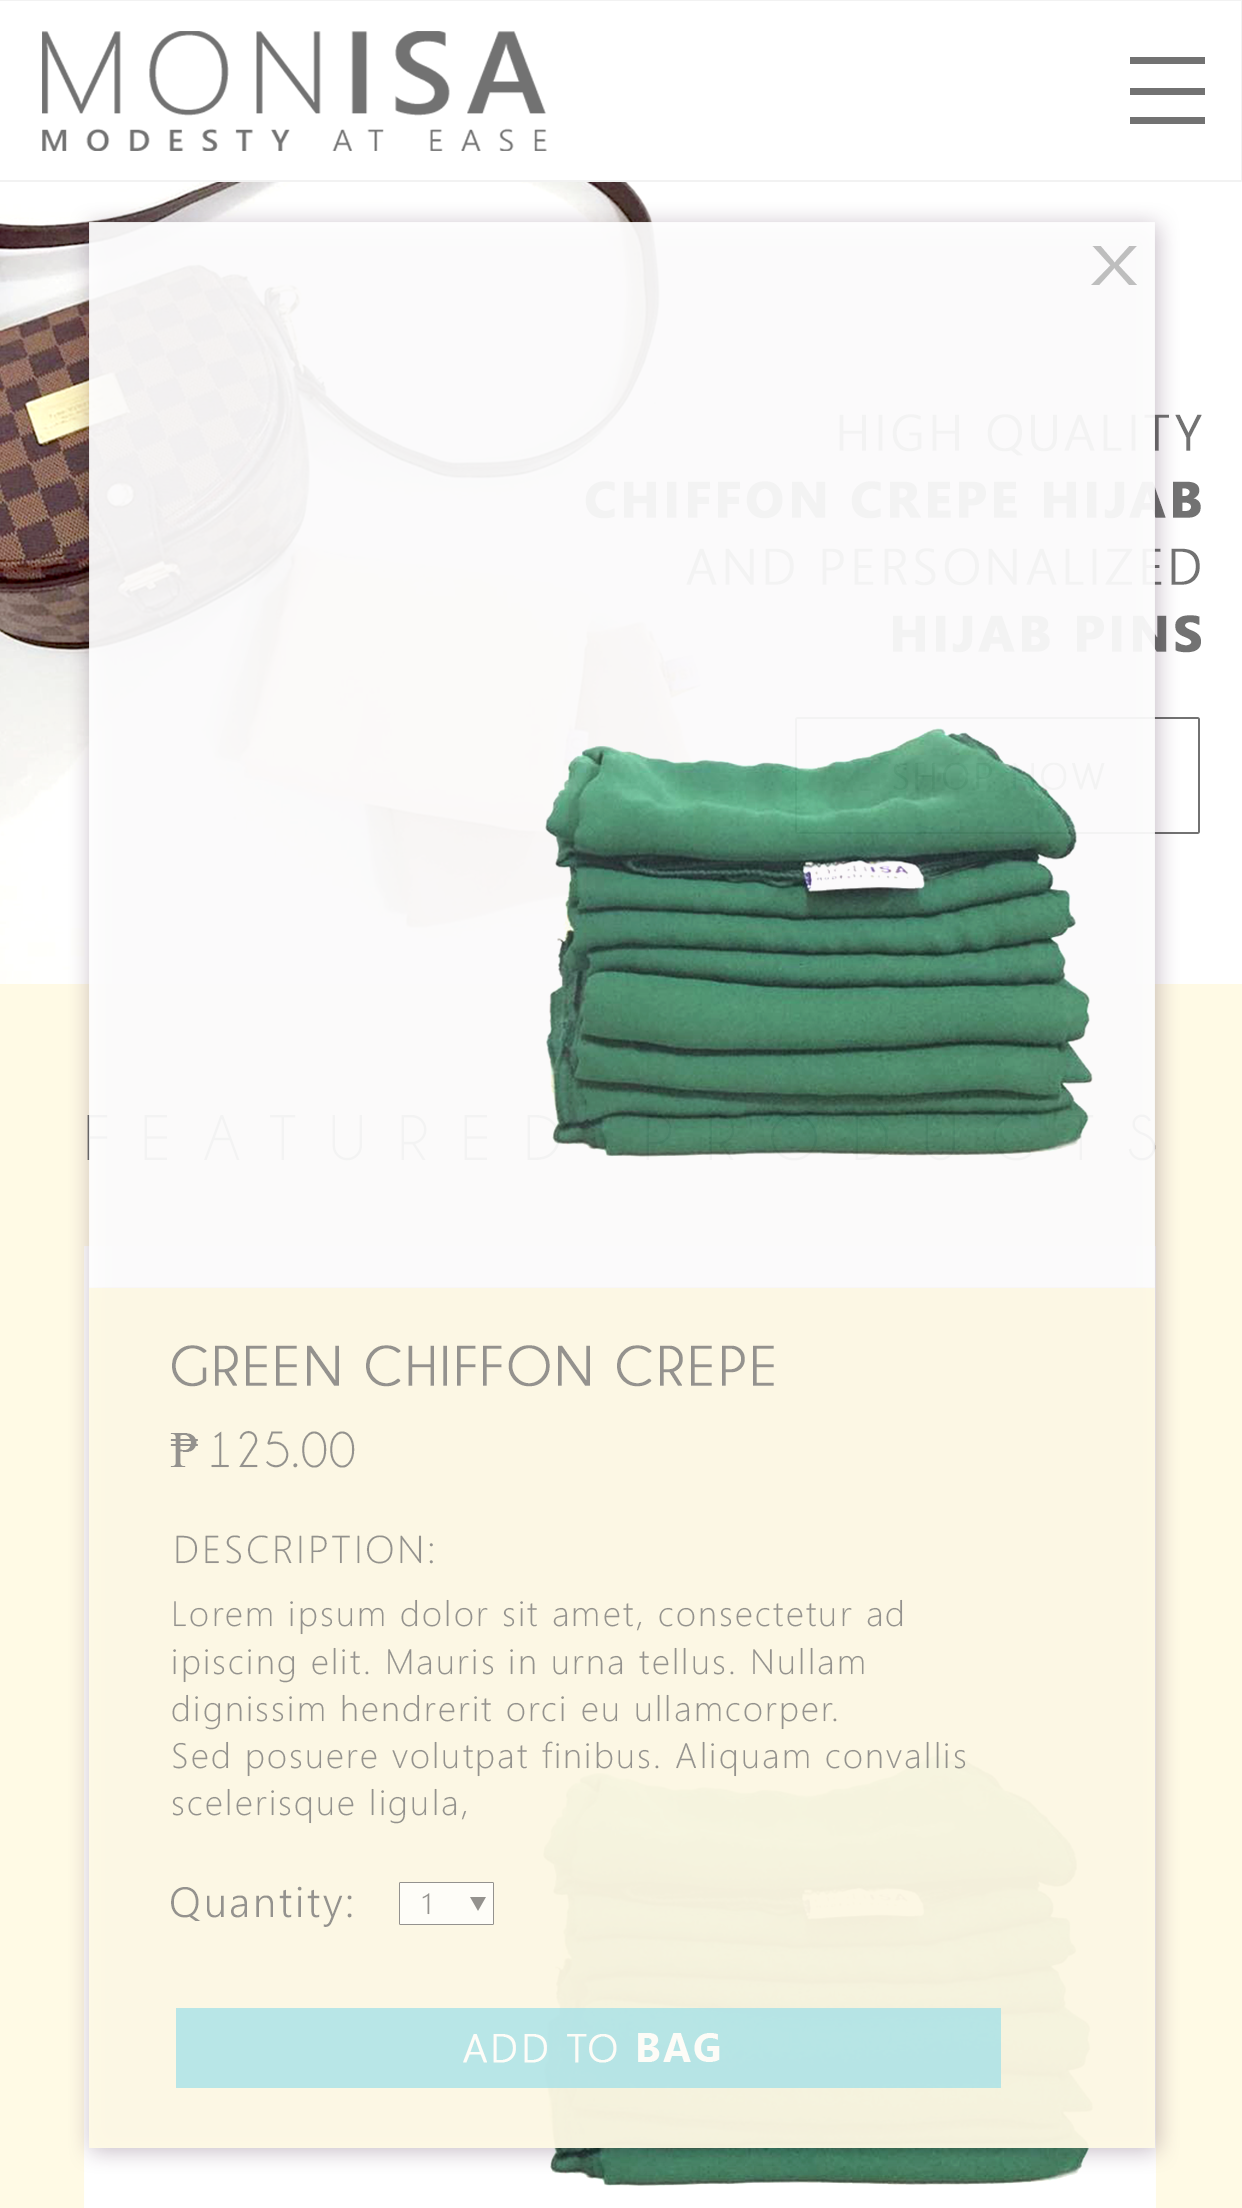 MONISA
MODESTY AT EASE
X
HIGH QUALITY
CHIFFON CREPE HIJAB
AND PERSONALIZED
HIJAB PINS
SHOP NOW
monISA
FEATURED PRODUCTS
GREEN CHIFFON CREPE
₱125.00
DESCRIPTION:
Lorem ipsum dolor sit amet, consectetur ad
ipiscing elit. Mauris in urna tellus. Nullam
dignissim hendrerit orci eu ullamcorper.
Sed posuere volutpat finibus. Aliquam convallis
scelerisque ligula,
Quantity: 1
ADD TO BAG